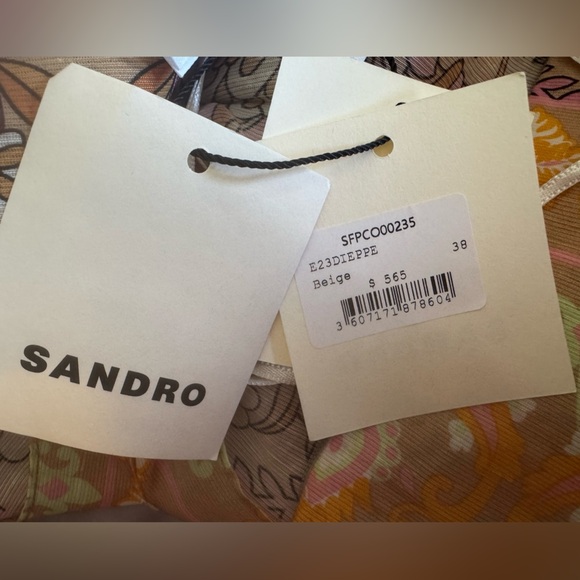 SANDRO
SFPCO00235
E23DIEPPE 38
Beige $ 565
3 607171 878604